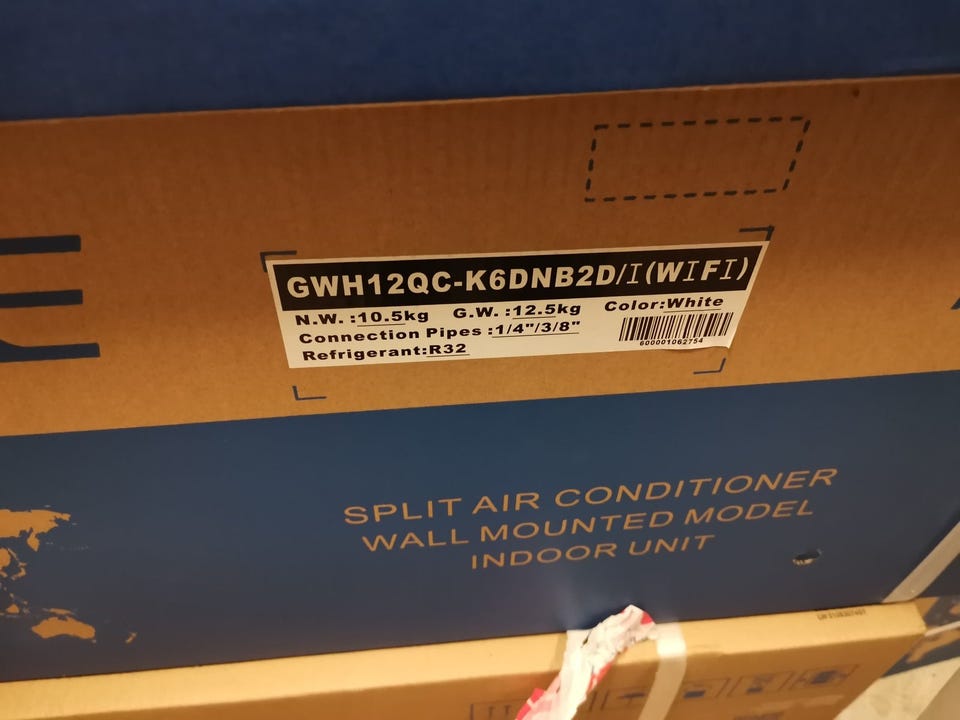 GWH12QC-K6DNB2D/I(WIFI)
N.W. :10.5kg G.W. :12.5kg Color:White
Connection Pipes :1/4"/3/8"
Refrigerant:R32
600001062754
SPLIT AIR CONDITIONER
WALL MOUNTED MODEL
INDOOR UNIT